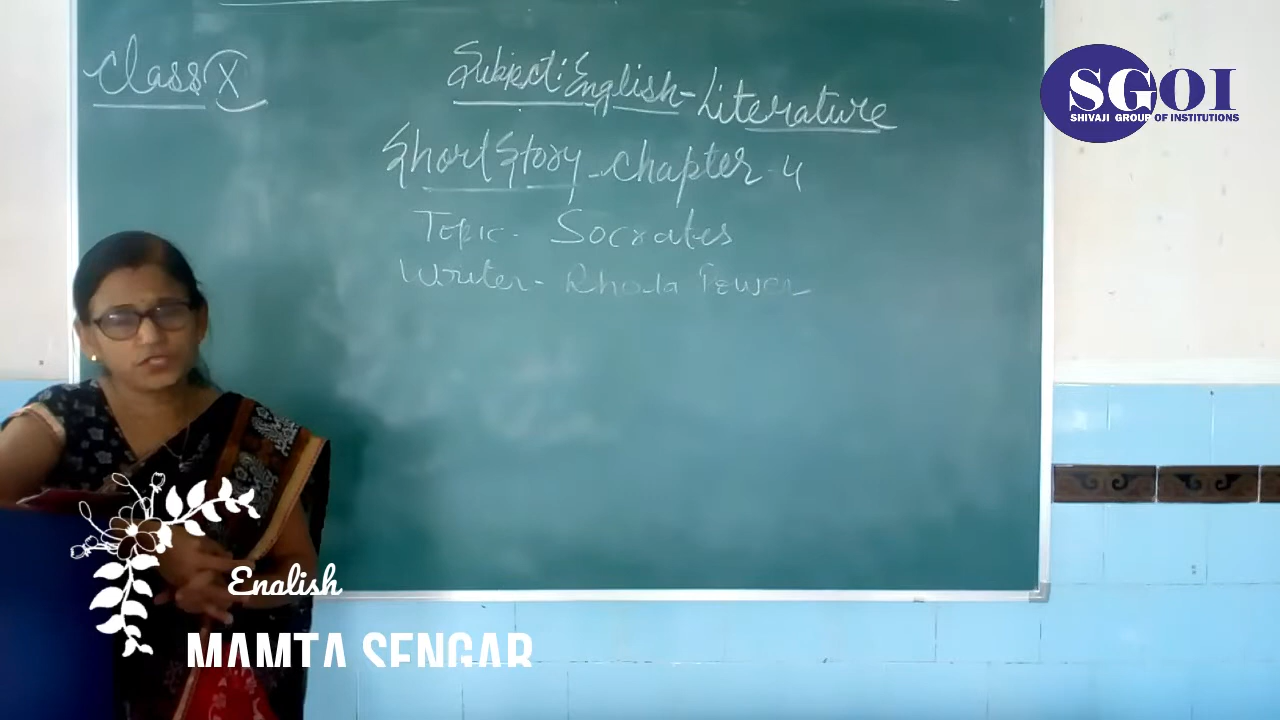 Class X
Subject: English - Literature
Short Story - Chapter - 4
Topic - Socrates
Writer - Rhoda Power
SGOI
SHIVAJI GROUP OF INSTITUTIONS
English
MAMTA SENGAR